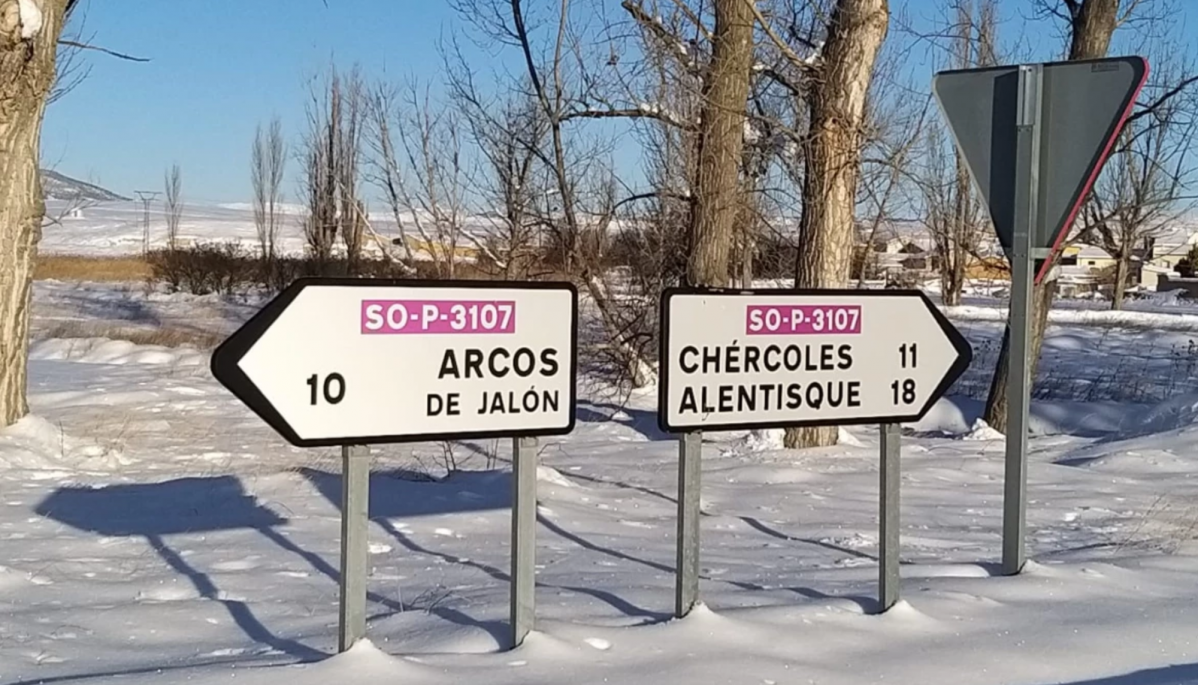 SO-P-3107
ARCOS
10
DE JALÓN
SO-P-3107
CHÉRCOLES 11
ALENTISQUE 18